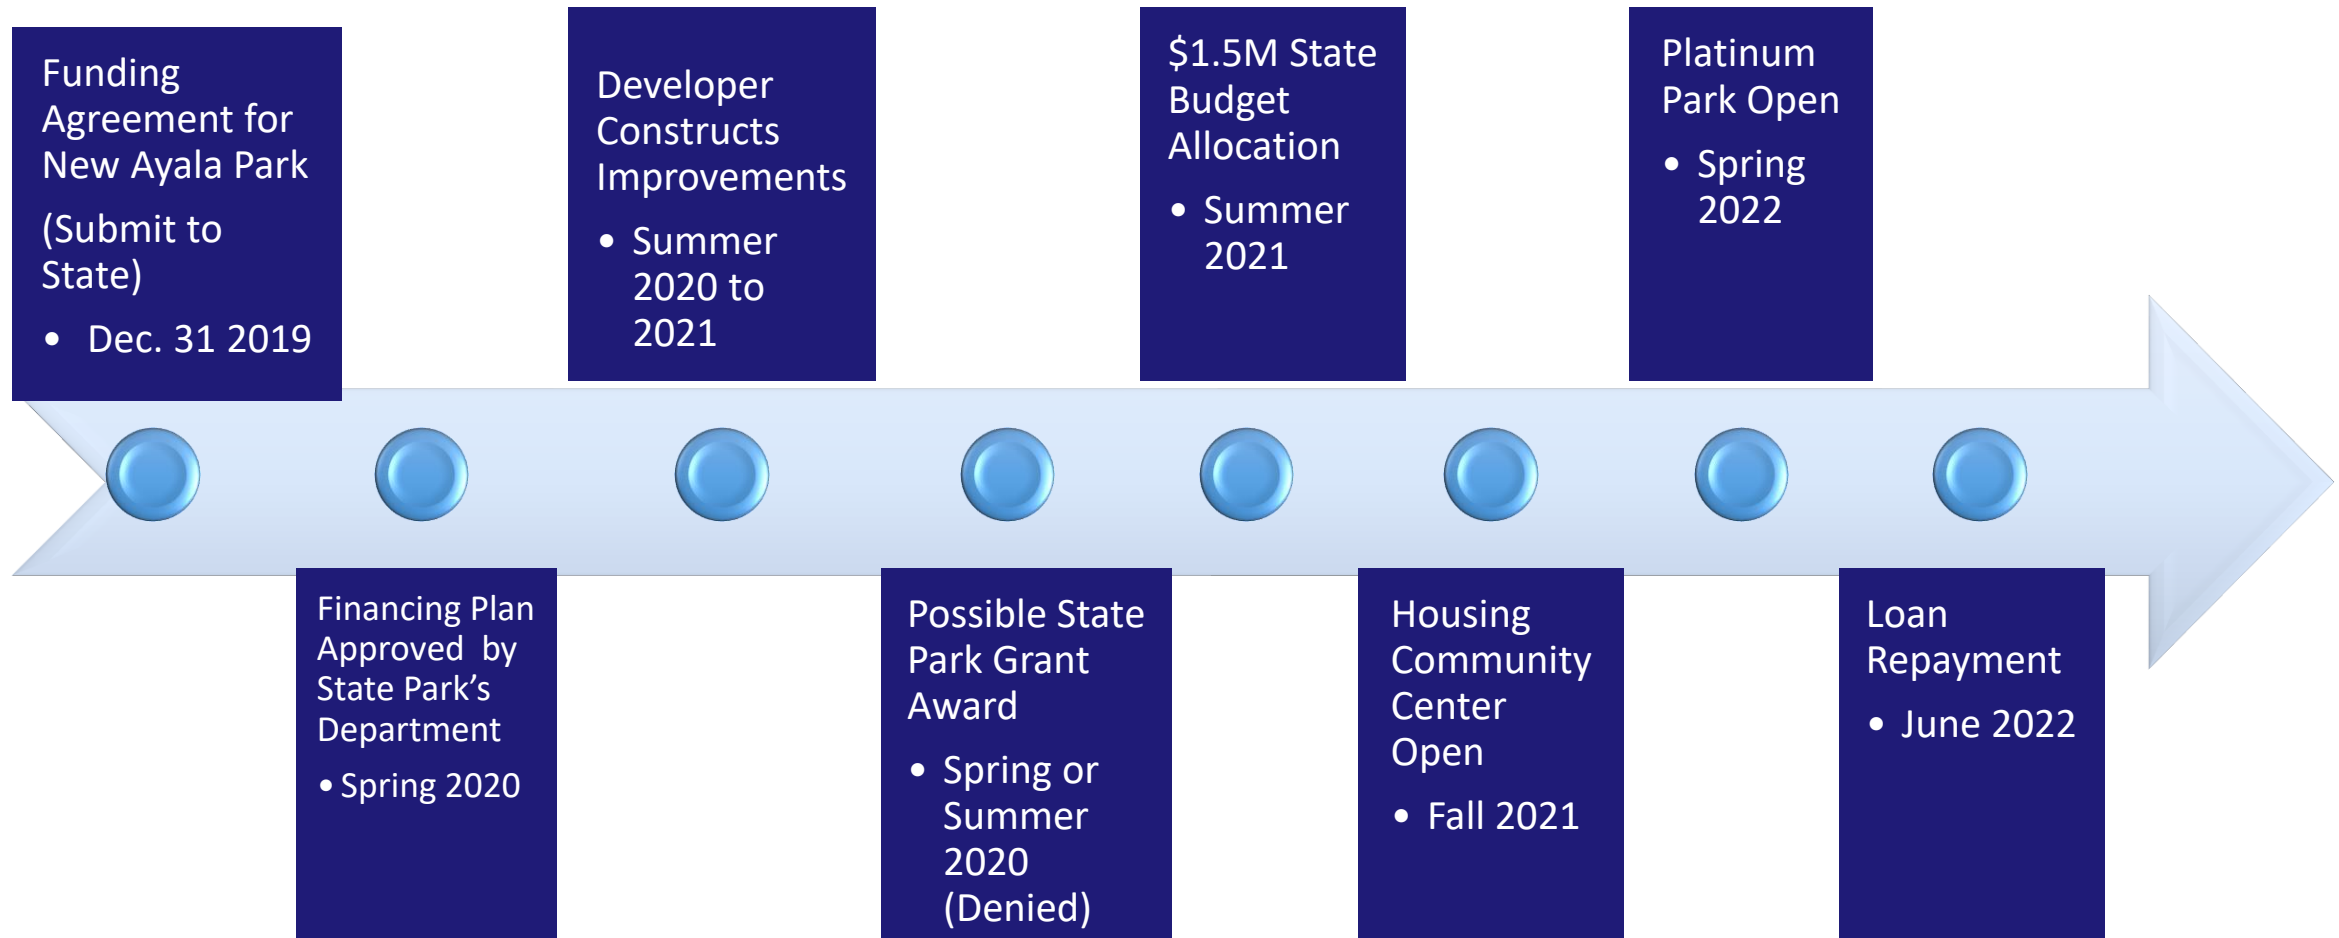 Funding
Agreement for
New Ayala Park
(Submit to
State)
• Dec. 31 2019
Financing Plan
Approved by
State Park’s
Department
• Spring 2020
Developer
Constructs
Improvements
• Summer
2020 to
2021
Possible State
Park Grant
Award
• Spring or
Summer
2020
(Denied)
$1.5M State
Budget
Allocation
• Summer
2021
Housing
Community
Center
Open
• Fall 2021
Platinum
Park Open
• Spring
2022
Loan
Repayment
• June 2022